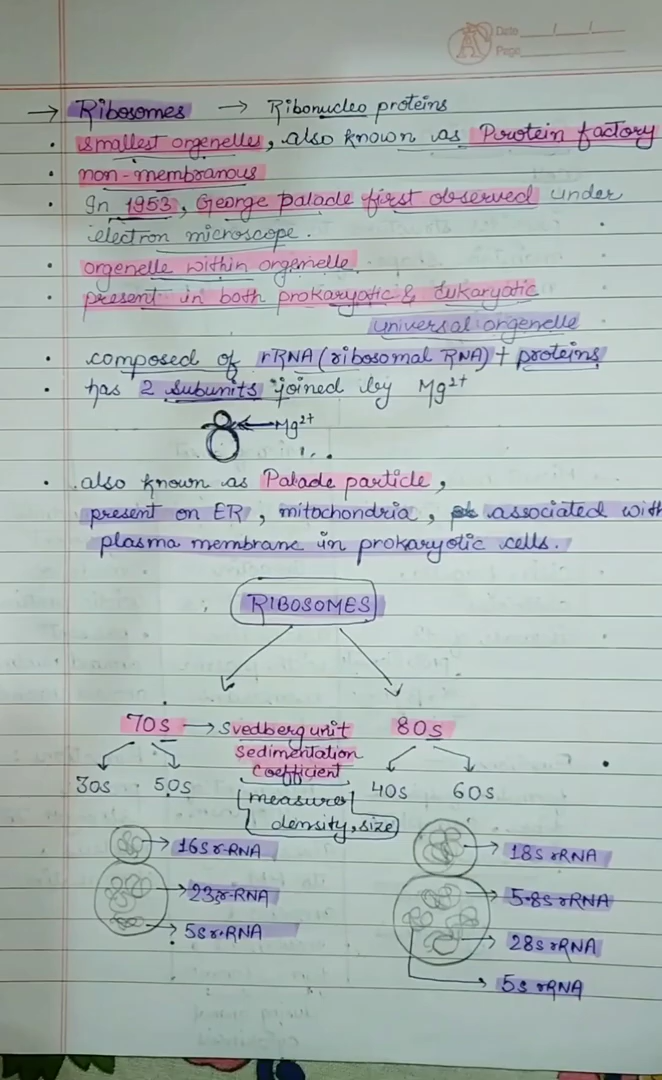 Date
Page
→ Ribosomes → Ribonucleo proteins
• smallest orgenelles, also known as Protein factory
• non-membranous
• In 1953, George palade first observed under
electron microscope.
• orgenelle within orgenelle
• present in both prokaryotic & Eukaryotic
universal orgenelle
• composed of rRNA (ribosomal RNA) + proteins
• has 2 subunits joined by Mg2+
Mg2+
• also known as Palade particle,
present on ER, mitochondria, associated with
plasma membrane in prokaryotic cells.
RIBOSOMES
70s → Svedberg unit 80s
Sedimentation
Coefficient
30s 50s 40s 60s
measures
density, size
16s r-RNA 18s rRNA
23s r-RNA 5.8s rRNA
5s r-RNA 28s rRNA
5s rRNA